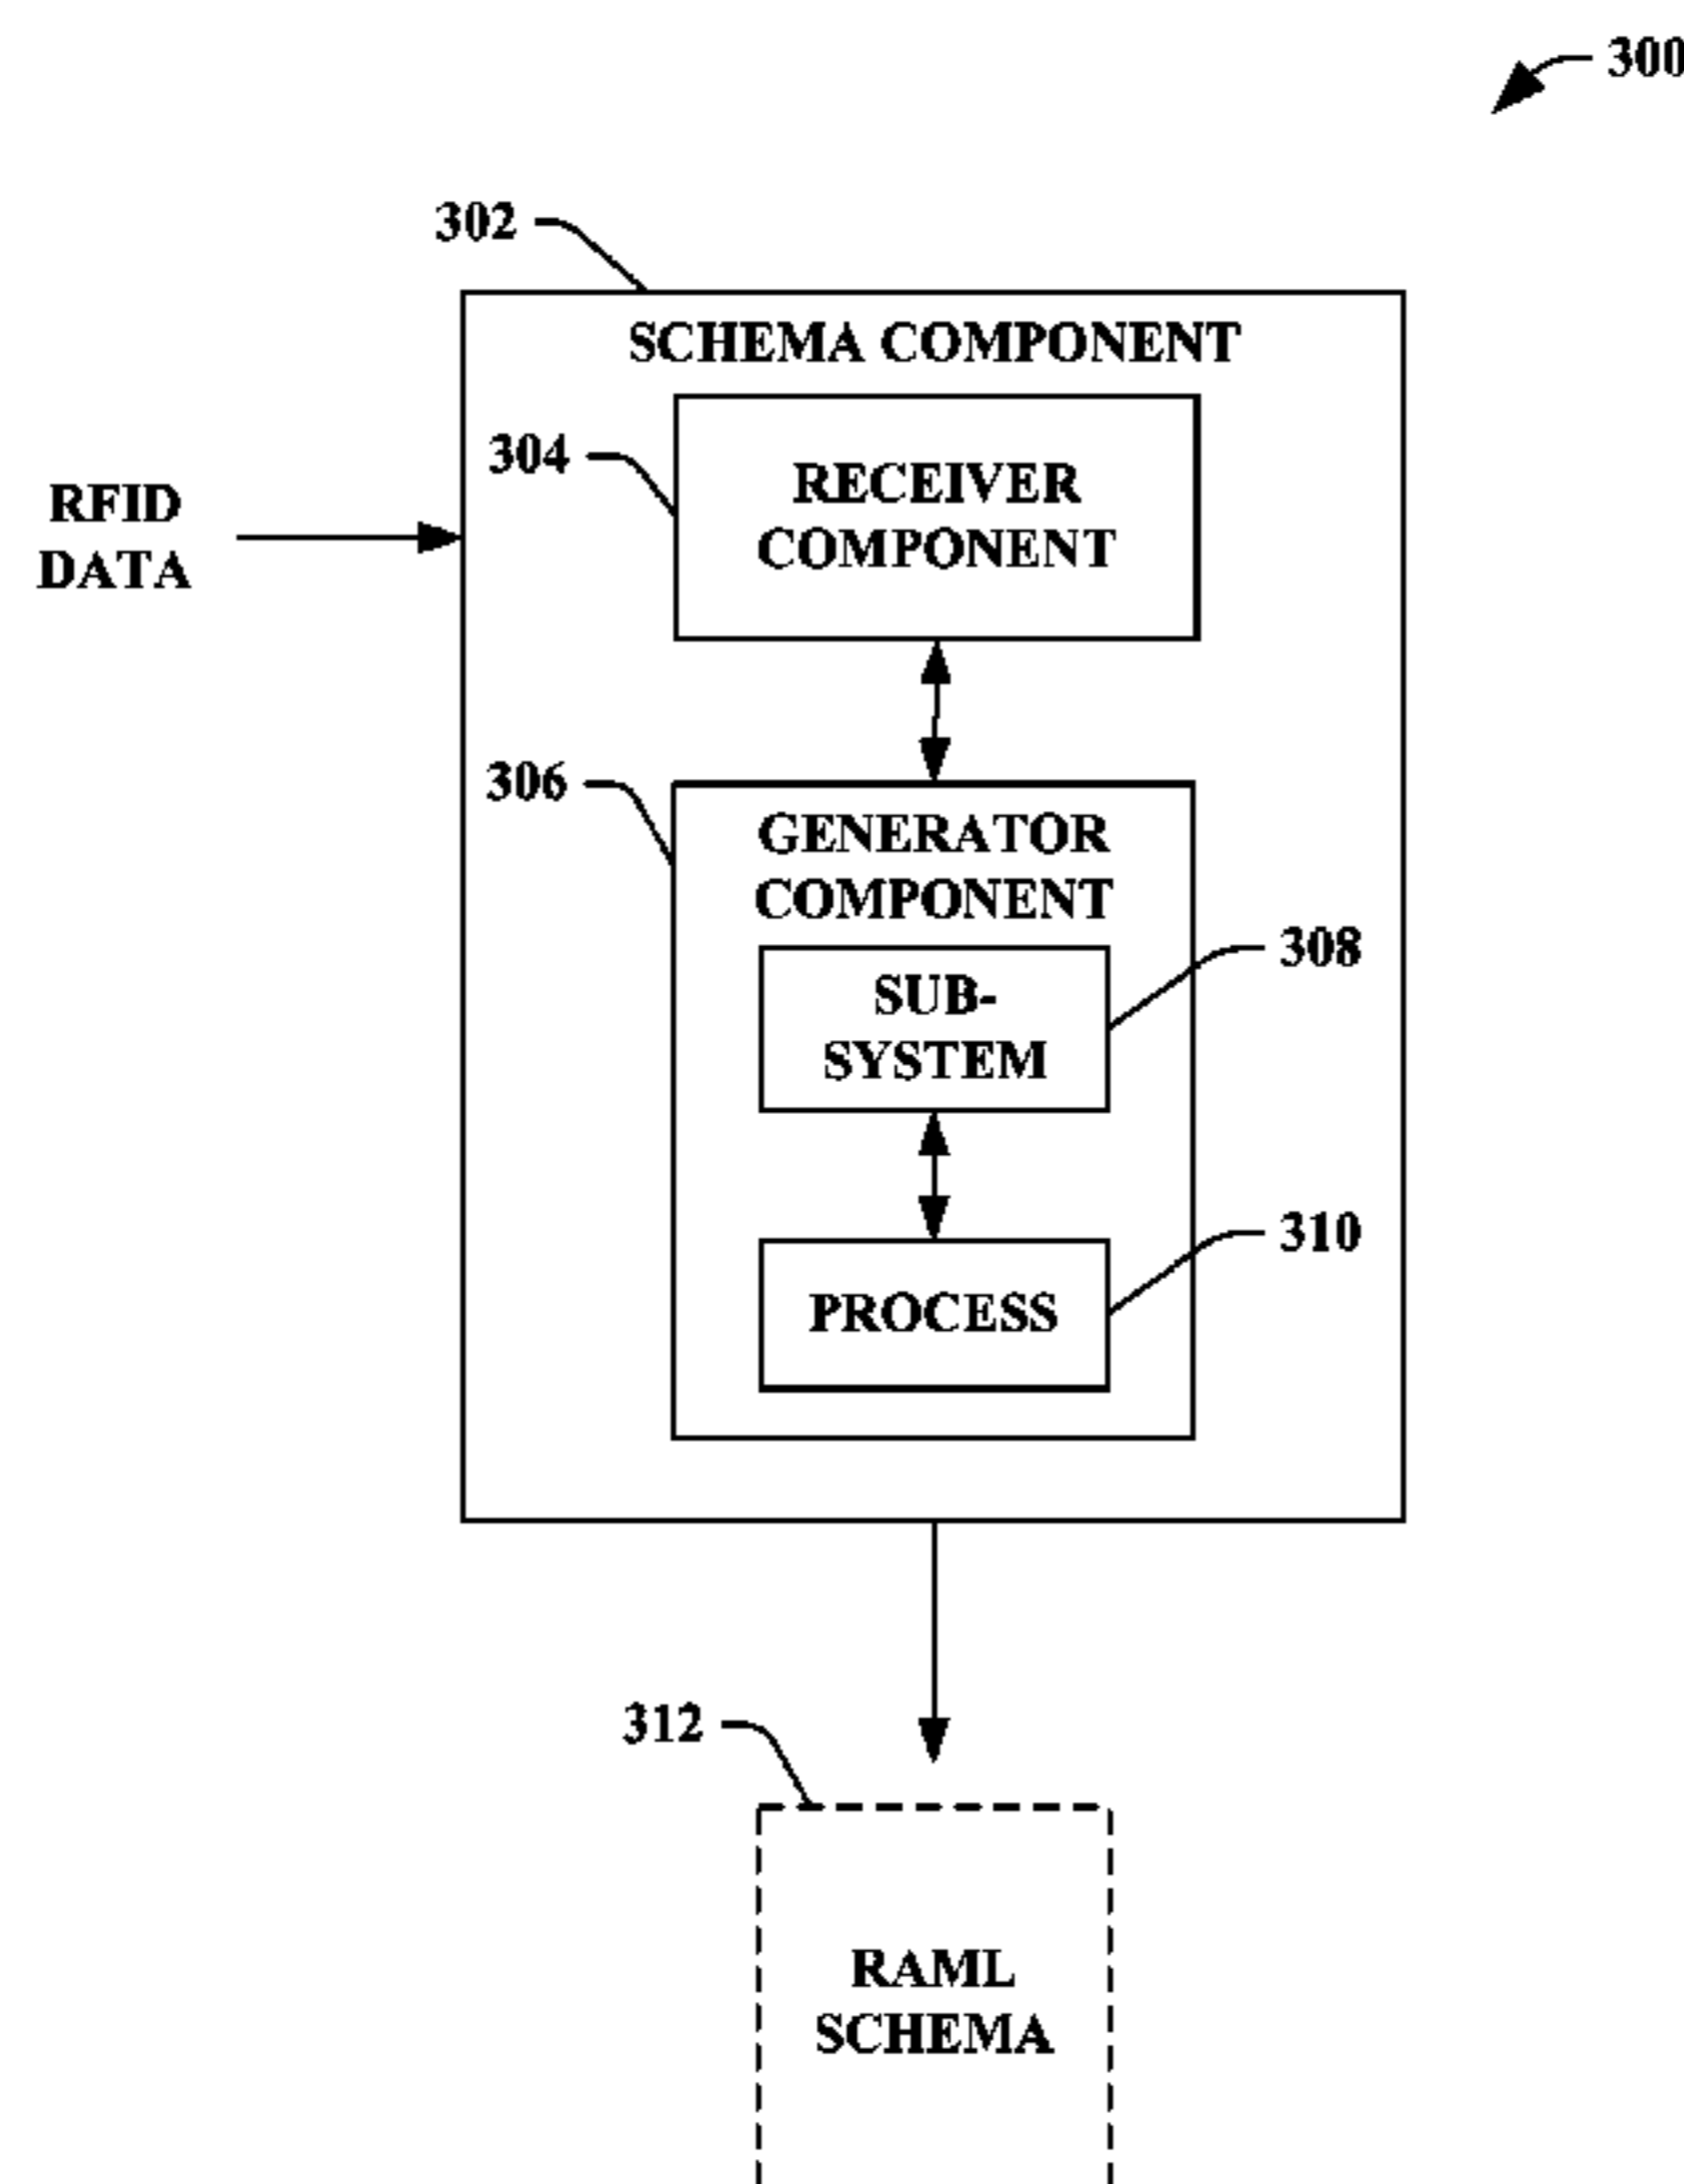 300
302
SCHEMA COMPONENT
304
RECEIVER
COMPONENT
RFID
DATA
306
GENERATOR
COMPONENT
308
SUB-
SYSTEM
310
PROCESS
312
RAML
SCHEMA